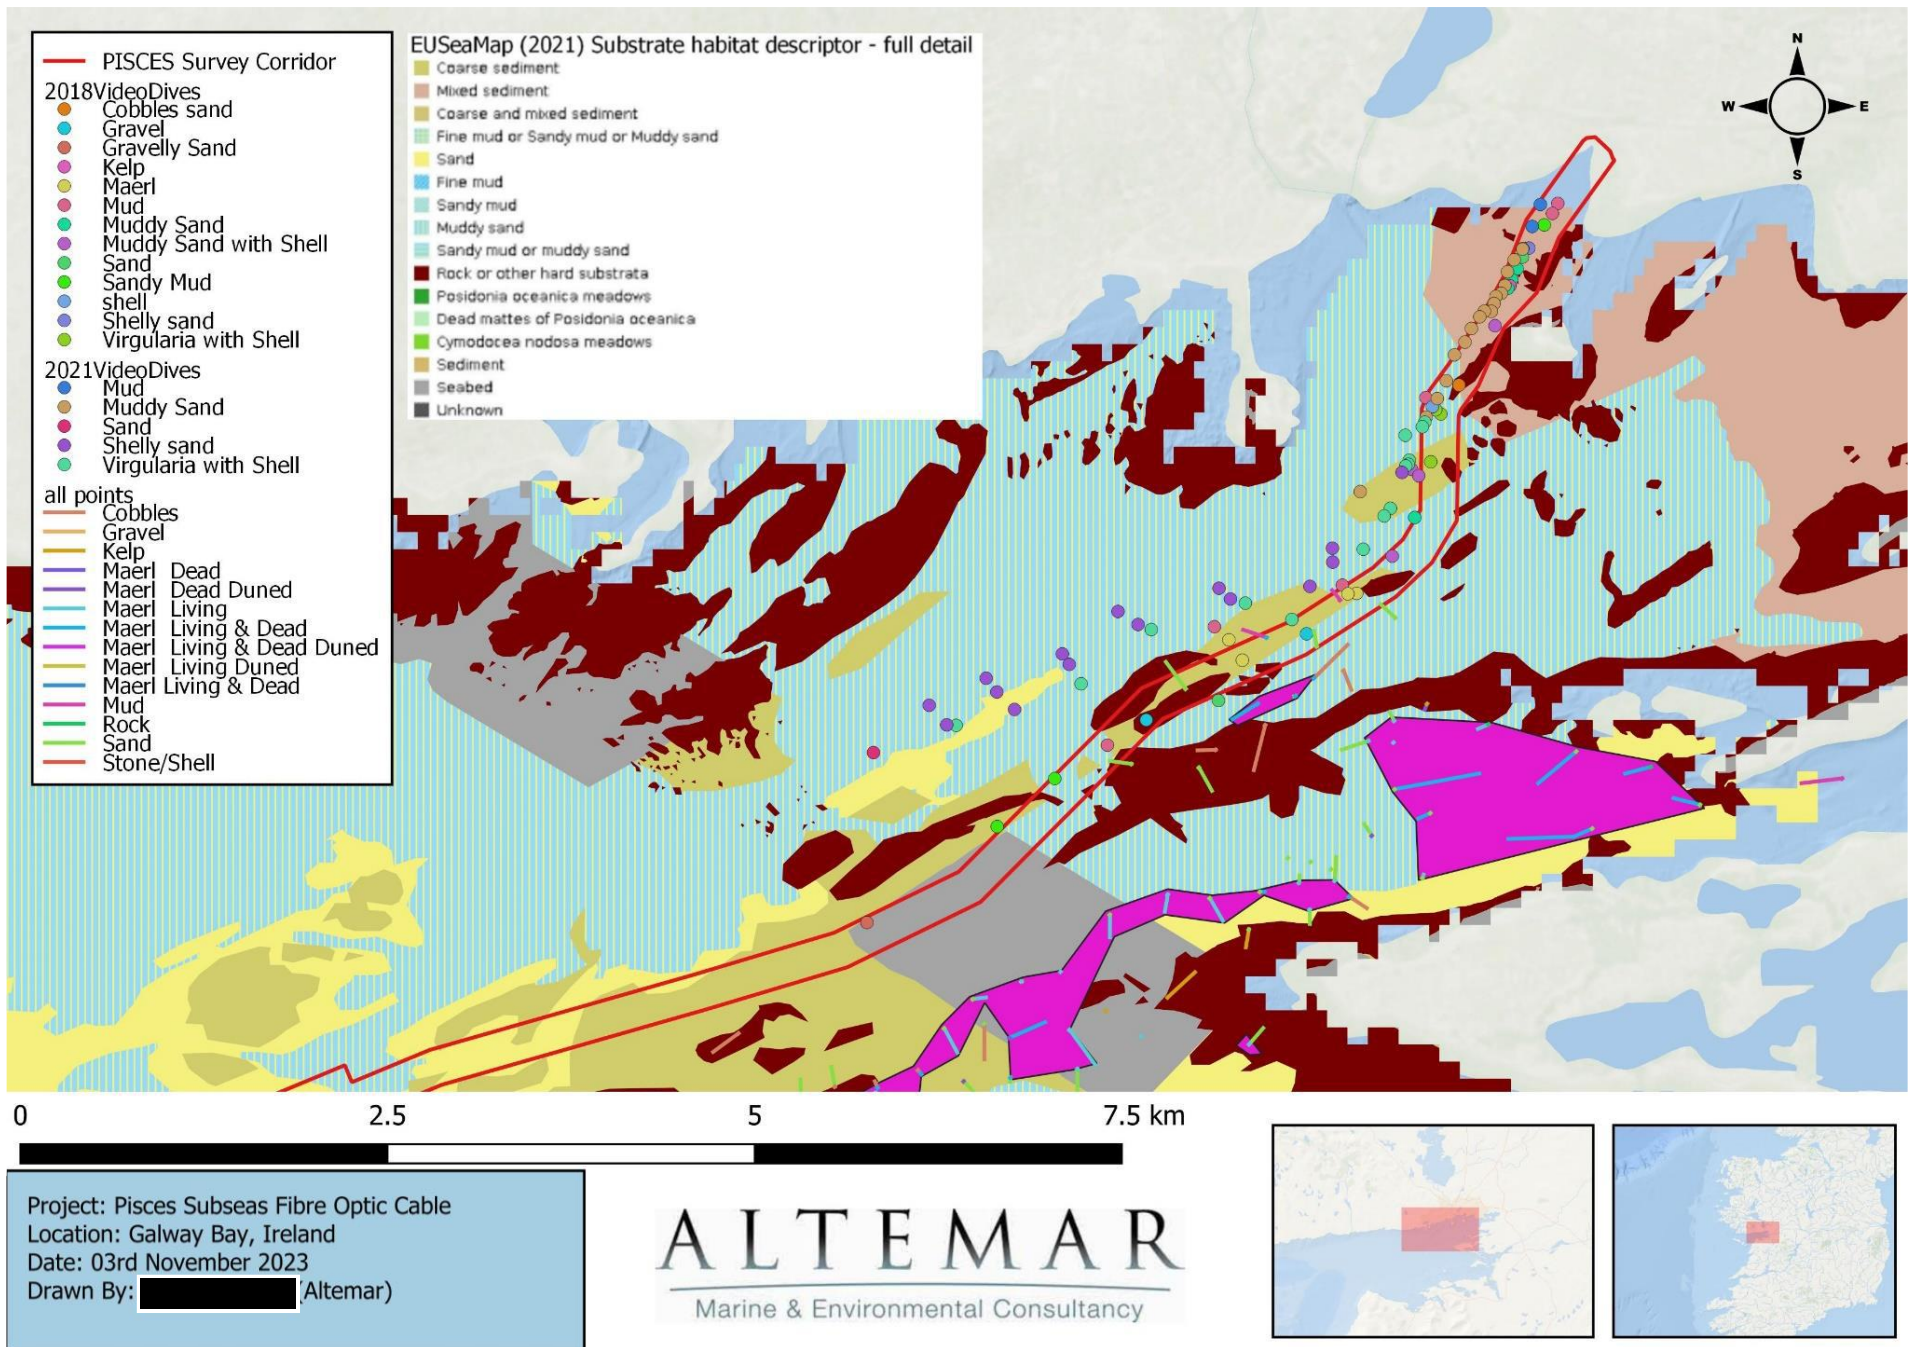 PISCES Survey Corridor
2018VideoDives
Cobbles sand
Gravel
Gravelly Sand
Kelp
Maerl
Mud
Muddy Sand
Muddy Sand with Shell
Sand
Sandy Mud
shell
Shelly sand
Virgularia with Shell
2021VideoDives
Mud
Muddy Sand
Sand
Shelly sand
Virgularia with Shell
all points
Cobbles
Gravel
Kelp
Maerl Dead
Maerl Dead Duned
Maerl Living
Maerl Living & Dead
Maerl Living & Dead Duned
Maerl Living Duned
Maerl Living & Dead
Mud
Rock
Sand
Stone/Shell
EUSeaMap (2021) Substrate habitat descriptor - full detail
Coarse sediment
Mixed sediment
Coarse and mixed sediment
Fine mud or Sandy mud or Muddy sand
Sand
Fine mud
Sandy mud
Muddy sand
Sandy mud or muddy sand
Rock or other hard substrata
Posidonia oceanica meadows
Dead mattes of Posidonia oceanica
Cymodocea nodosa meadows
Sediment
Seabed
Unknown
N
W E
S
0 2.5 5 7.5 km
Project: Pisces Subseas Fibre Optic Cable
Location: Galway Bay, Ireland
Date: 03rd November 2023
Drawn By: (Altemar)
ALTEMAR
Marine & Environmental Consultancy